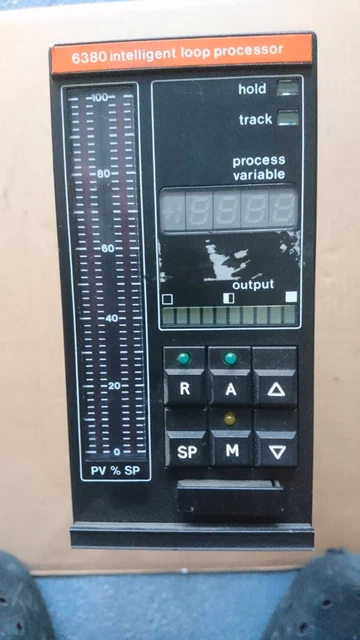 6380 intelligent loop processor
hold
track
process
variable
output
100
80
60
40
20
0
PV % SP
R A
SP M